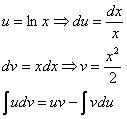 u = ln x ⇒ du = dx/x
dv = xdx ⇒ v = x²/2
∫udv = uv − ∫vdu